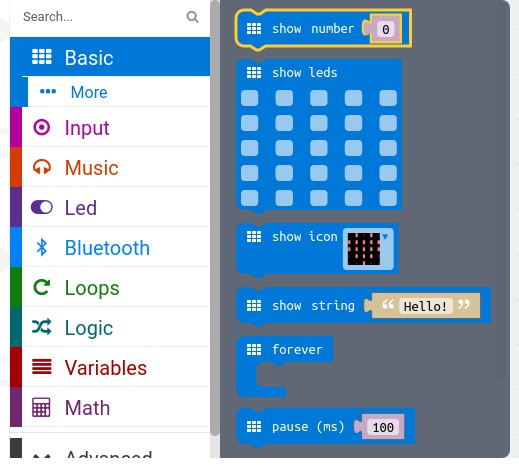 Search...
Basic
More
Input
Music
Led
Bluetooth
Loops
Logic
Variables
Math
Advanced
show number 0
show leds
show icon
show string “ Hello! ”
forever
pause (ms) 100